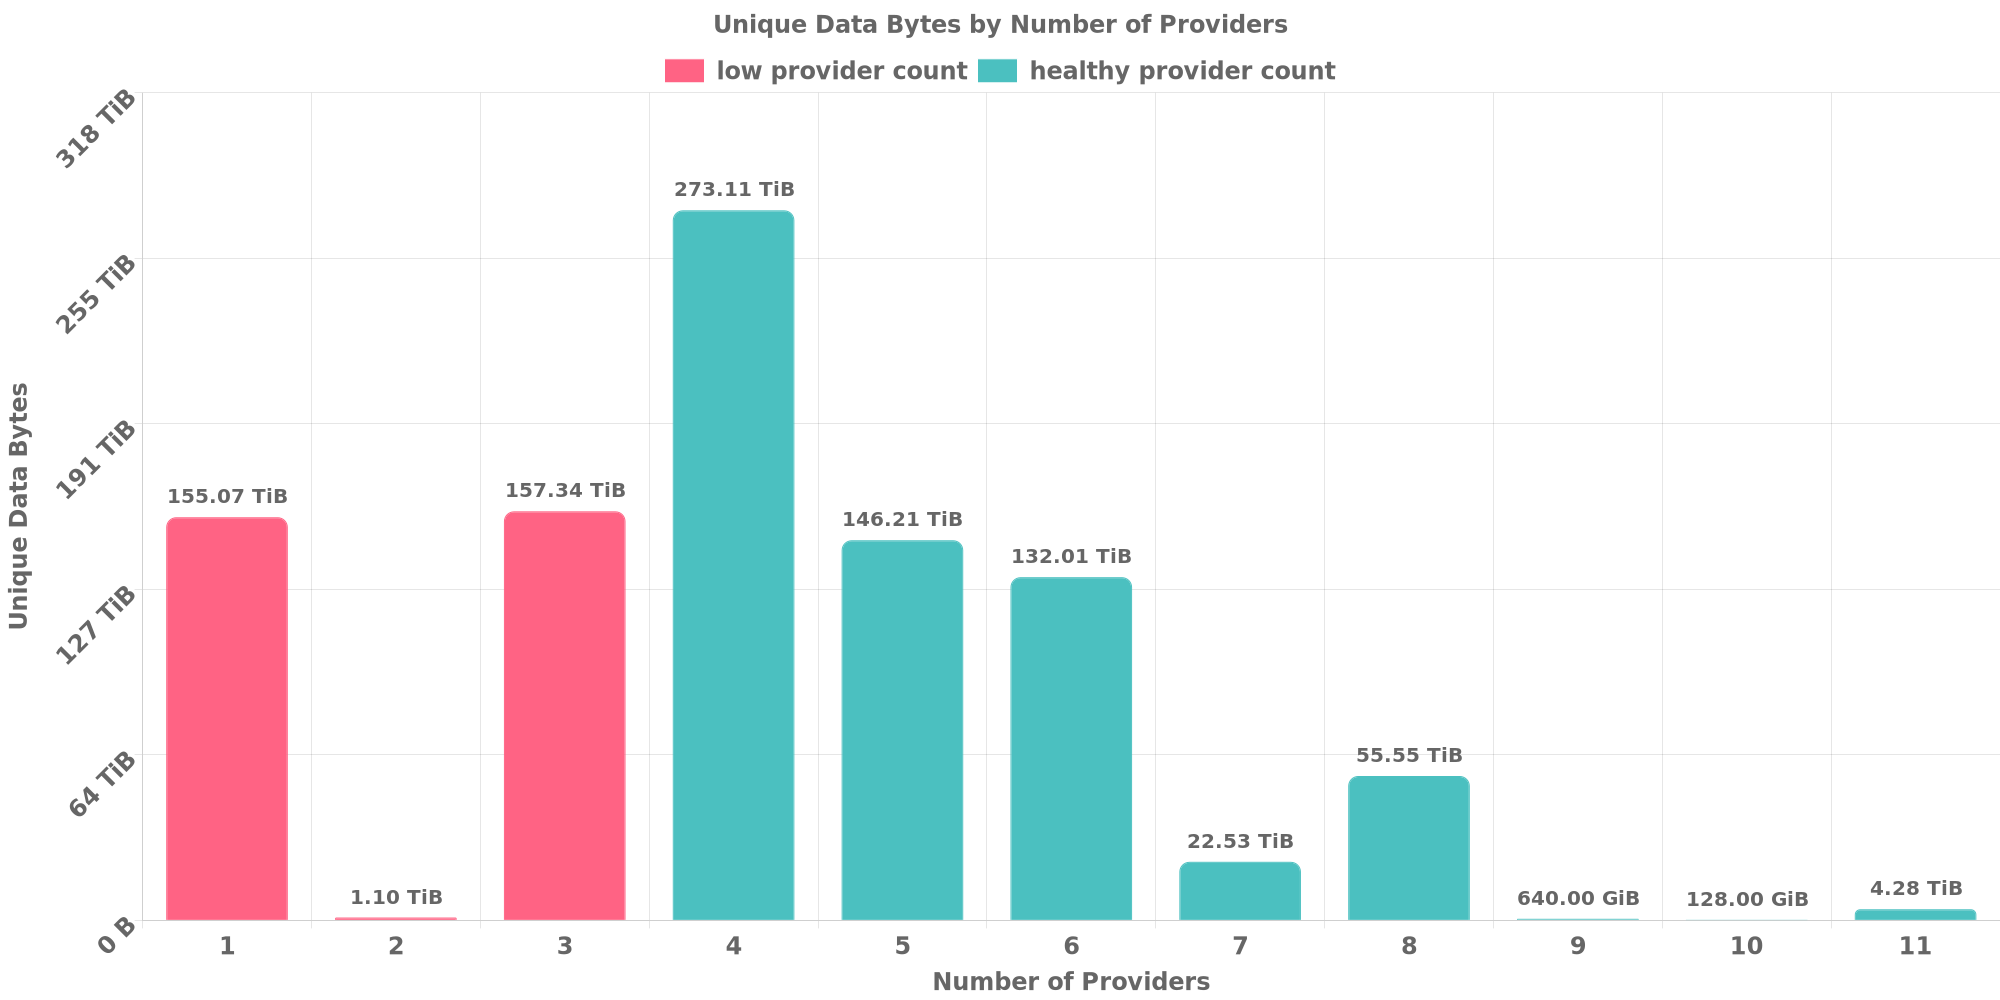 Unique Data Bytes by Number of Providers
low provider count healthy provider count
318 TiB
255 TiB
191 TiB
127 TiB
64 TiB
0 B
Unique Data Bytes
155.07 TiB
1.10 TiB
157.34 TiB
273.11 TiB
146.21 TiB
132.01 TiB
22.53 TiB
55.55 TiB
640.00 GiB
128.00 GiB
4.28 TiB
1 2 3 4 5 6 7 8 9 10 11
Number of Providers